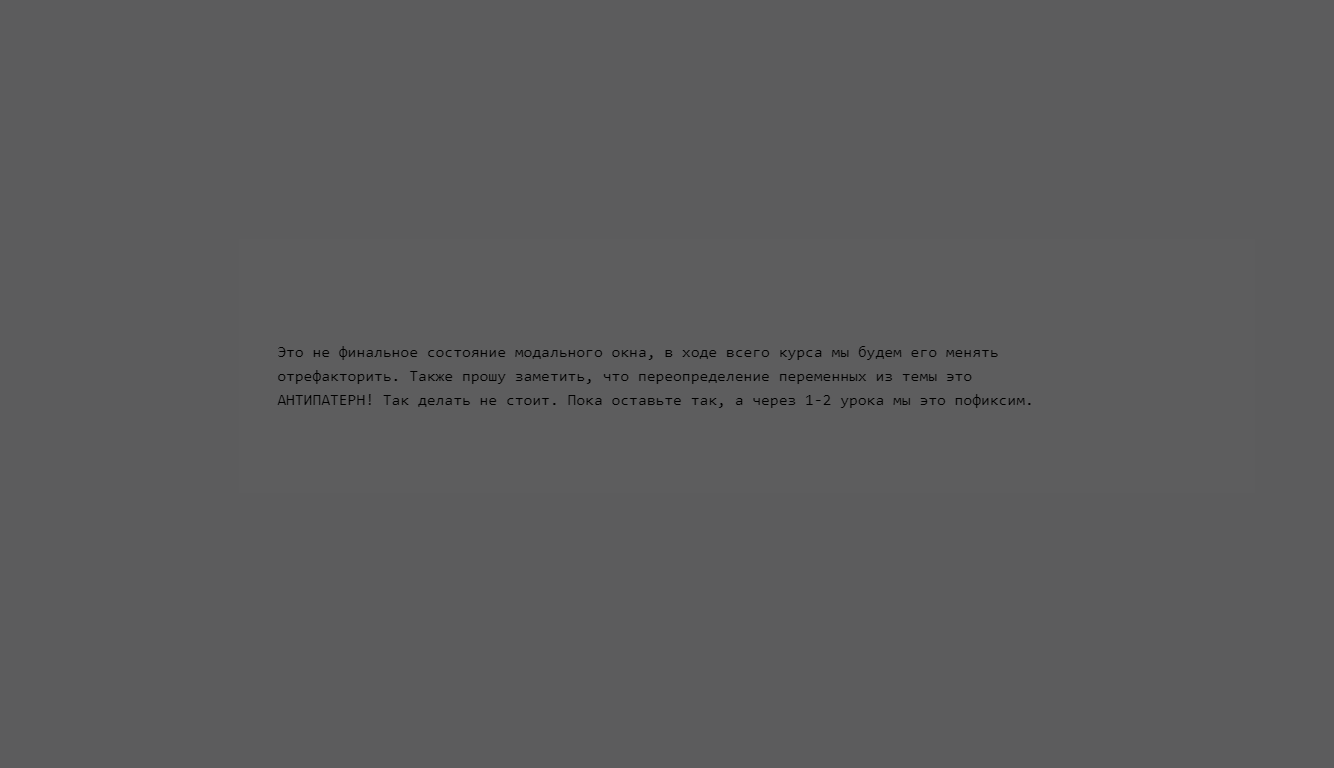 Это не финальное состояние модального окна, в ходе всего курса мы будем его менять
отрефакторить. Также прошу заметить, что переопределение переменных из темы это
АНТИПАТЕРН! Так делать не стоит. Пока оставьте так, а через 1-2 урока мы это пофиксим.